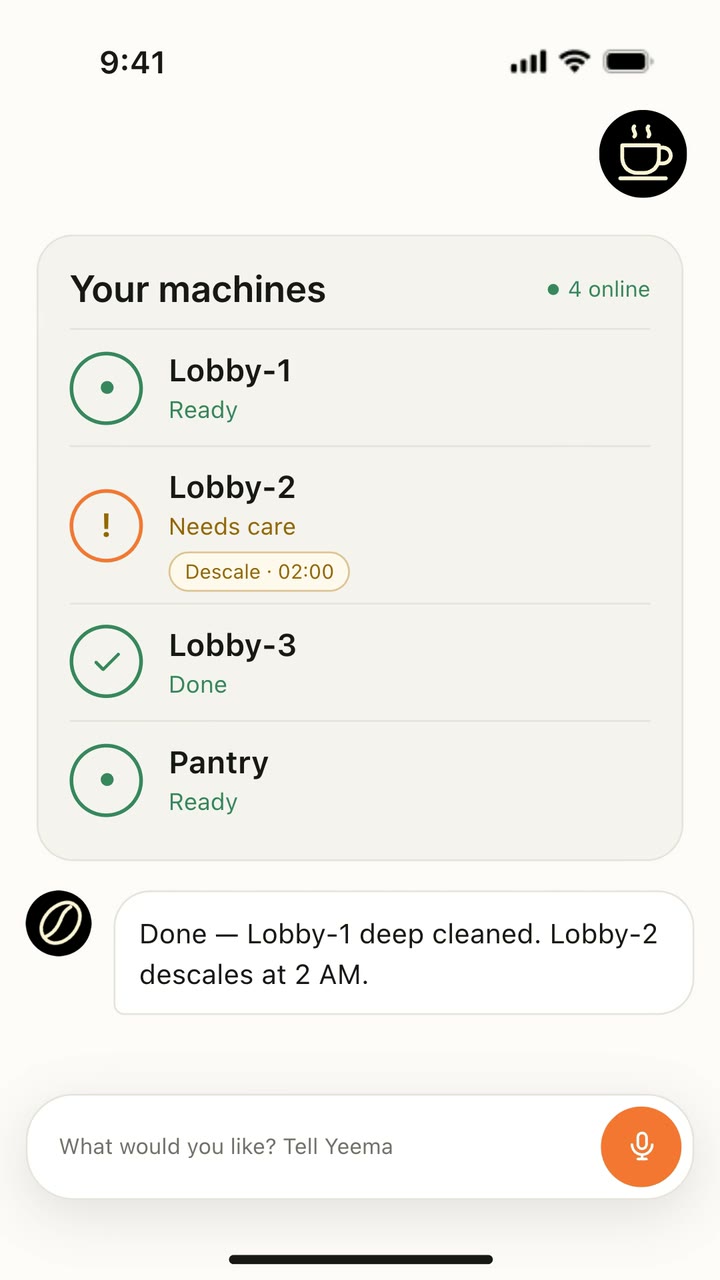 9:41
Your machines
4 online
Lobby-1
Ready
!
Lobby-2
Needs care
Descale · 02:00
Lobby-3
Done
Pantry
Ready
Done — Lobby-1 deep cleaned. Lobby-2
descales at 2 AM.
What would you like? Tell Yeema